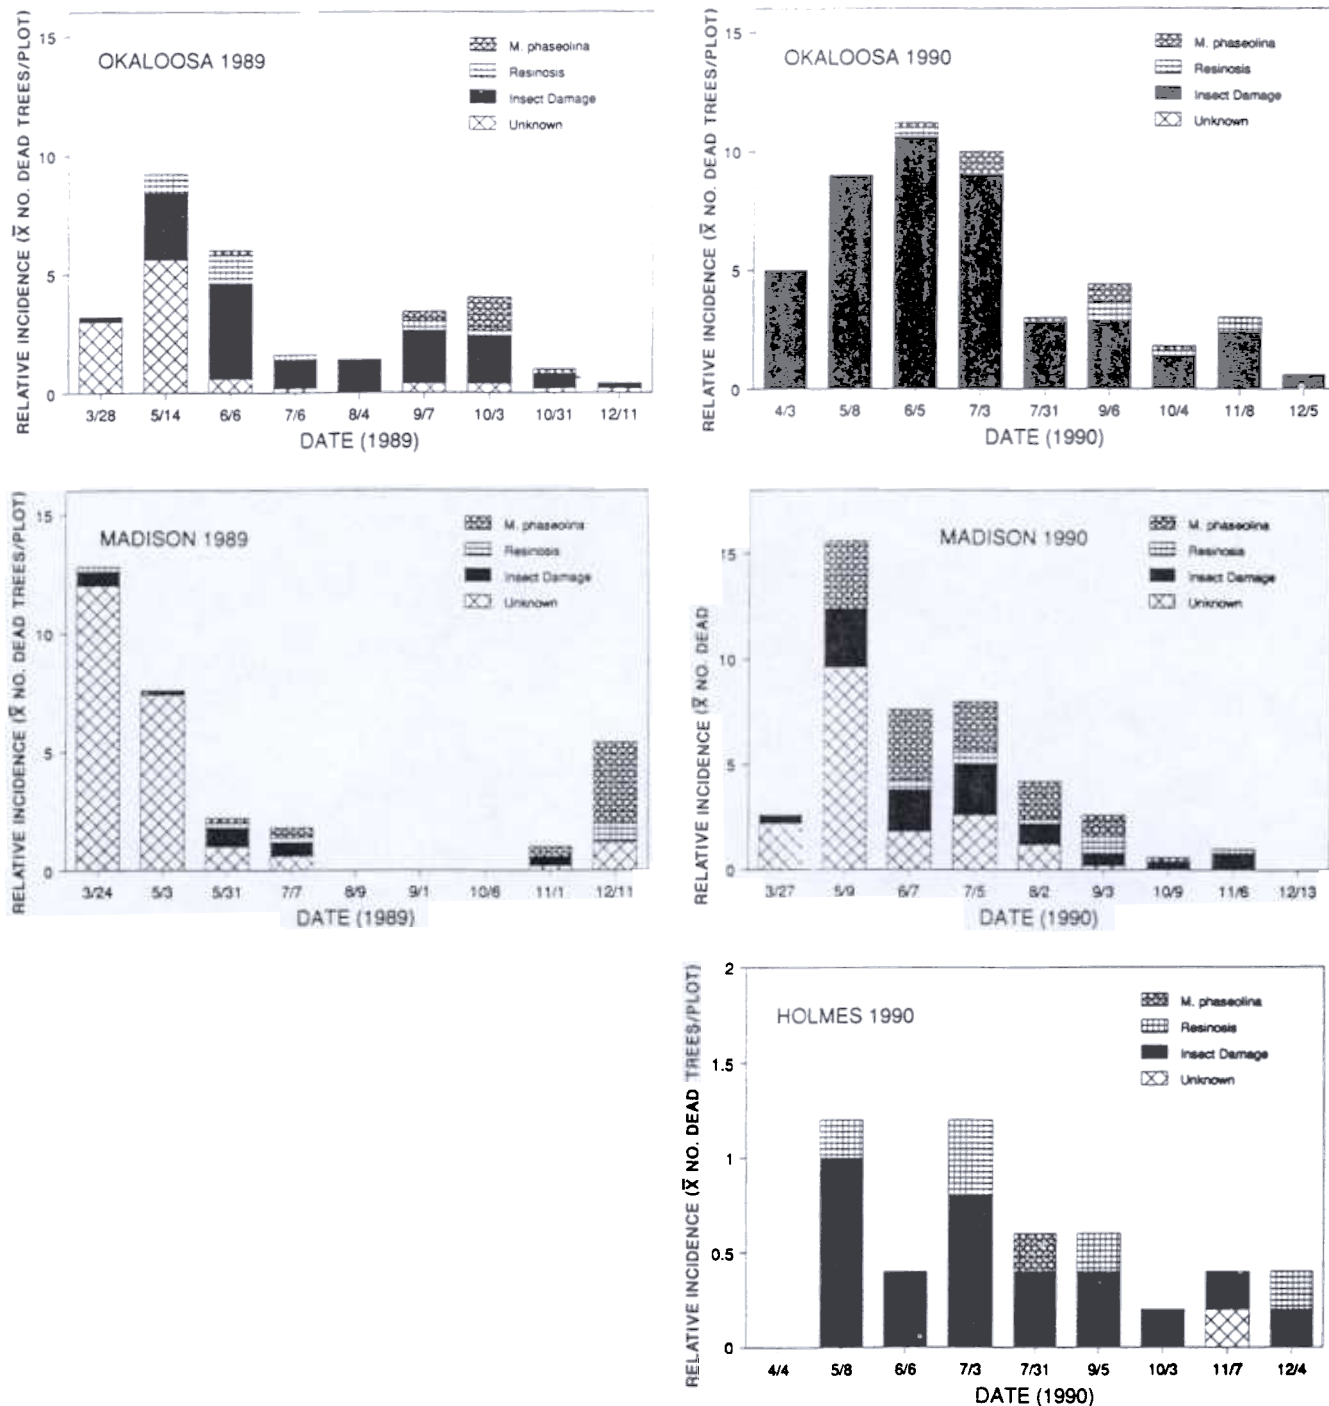 RELATIVE INCIDENCE (X̄ NO. DEAD TREES/PLOT)
OKALOOSA 1989
M. phaseolina
Resinosis
Insect Damage
Unknown
15
10
5
0
3/28 5/14 6/6 7/6 8/4 9/7 10/3 10/31 12/11
DATE (1989)
RELATIVE INCIDENCE (X̄ NO. DEAD TREES/PLOT)
OKALOOSA 1990
M. phaseolina
Resinosis
Insect Damage
Unknown
15
10
5
0
4/3 5/8 6/5 7/3 7/31 9/6 10/4 11/8 12/5
DATE (1990)
RELATIVE INCIDENCE (X̄ NO. DEAD TREES/PLOT)
MADISON 1989
M. phaseolina
Resinosis
Insect Damage
Unknown
15
10
5
0
3/24 5/3 5/31 7/7 8/9 9/1 10/6 11/1 12/11
DATE (1989)
RELATIVE INCIDENCE (X̄ NO. DEAD
MADISON 1990
M. phaseolina
Resinosis
Insect Damage
Unknown
15
10
5
0
3/27 5/9 6/7 7/5 8/2 9/3 10/9 11/6 12/13
DATE (1990)
RELATIVE INCIDENCE (X̄ NO. DEAD TREES/PLOT)
HOLMES 1990
M. phaseolina
Resinosis
Insect Damage
Unknown
2
1.5
1
0.5
0
4/4 5/8 6/6 7/3 7/31 9/5 10/3 11/7 12/4
DATE (1990)